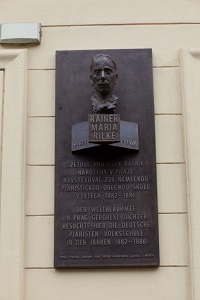 RAINER
MARIA
RILKE
SVĚTOVĚ PROSLULÝ BÁSNÍK
NAROZENÝ V PRAZE
NAVŠTĚVOVAL ZDE NĚMECKOU
PIARISTICKOU OBECNOU ŠKOLU
V LETECH 1882–1886
DER WELTBERÜHMTE
IN PRAG GEBORENE DICHTER
BESUCHTE HIER DIE DEUTSCHE
PIARISTEN-VOLKSSCHULE
IN DEN JAHREN 1882–1886